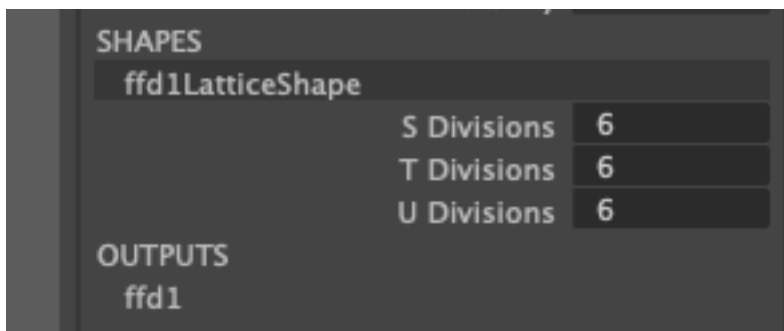 SHAPES
ffd1LatticeShape
S Divisions 6
T Divisions 6
U Divisions 6
OUTPUTS
ffd1